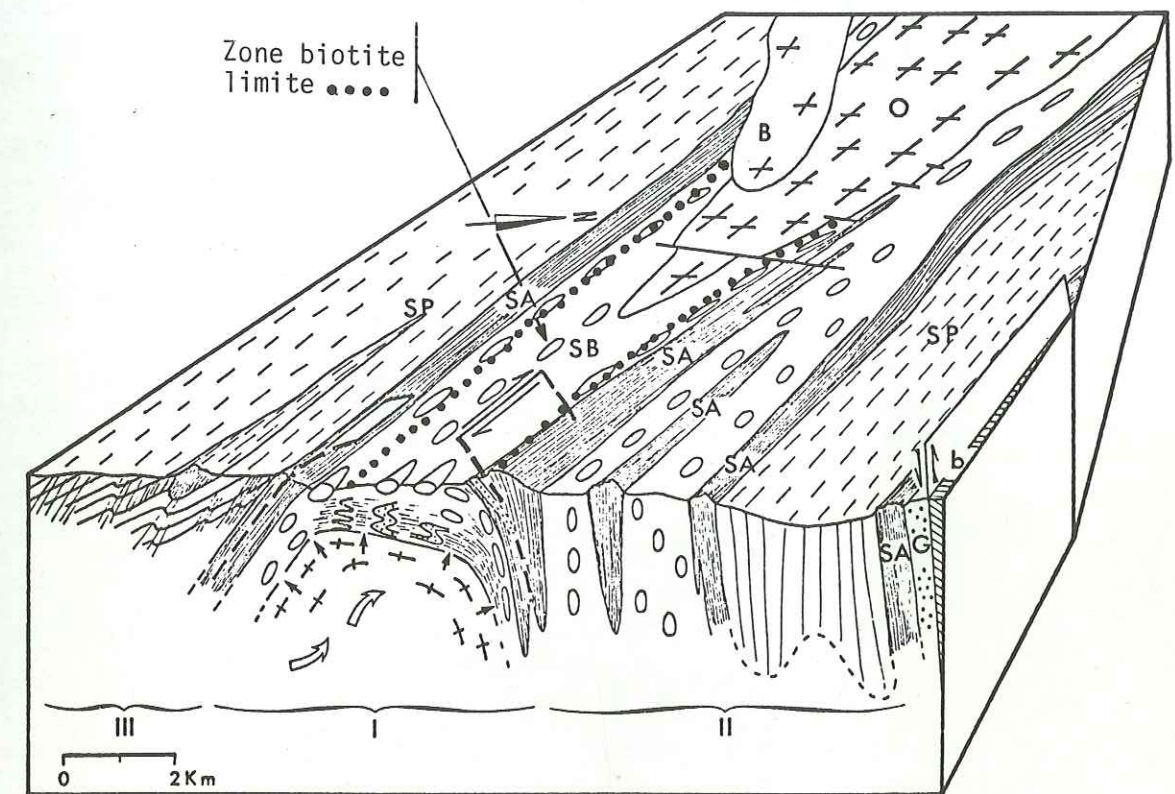 Zone biotite
limite ••••
B
O
N
SP
SA
SB
SA
SP
SA
SA
b
SA
G
III
I
II
0
2 Km